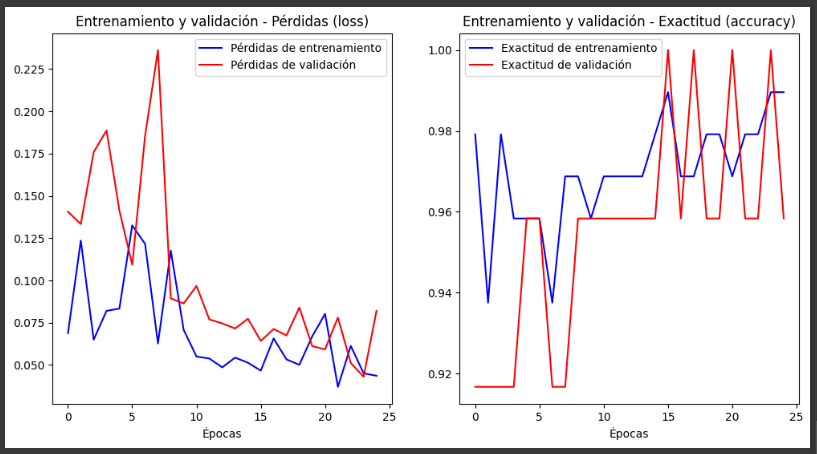 Entrenamiento y validación - Pérdidas (loss)
Pérdidas de entrenamiento
Pérdidas de validación
0.225
0.200
0.175
0.150
0.125
0.100
0.075
0.050
0 5 10 15 20 25
Épocas
Entrenamiento y validación - Exactitud (accuracy)
Exactitud de entrenamiento
Exactitud de validación
1.00
0.98
0.96
0.94
0.92
0 5 10 15 20 25
Épocas